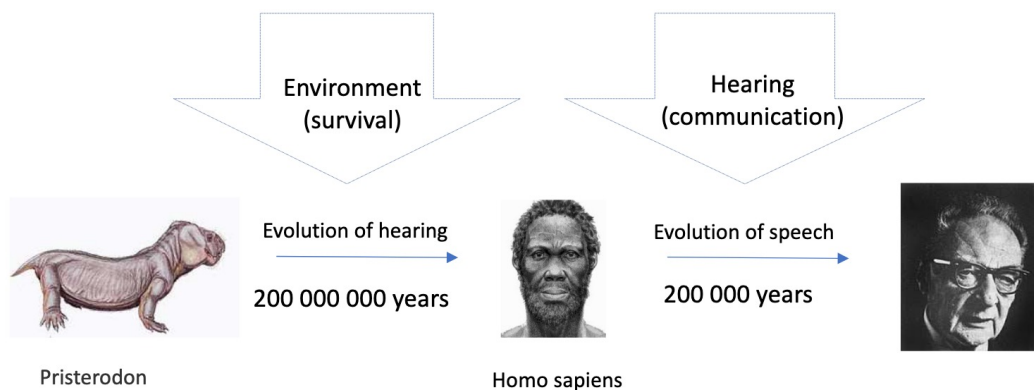 Environment
(survival)
Hearing
(communication)
Evolution of hearing
200 000 000 years
Evolution of speech
200 000 years
Pristerodon
Homo sapiens